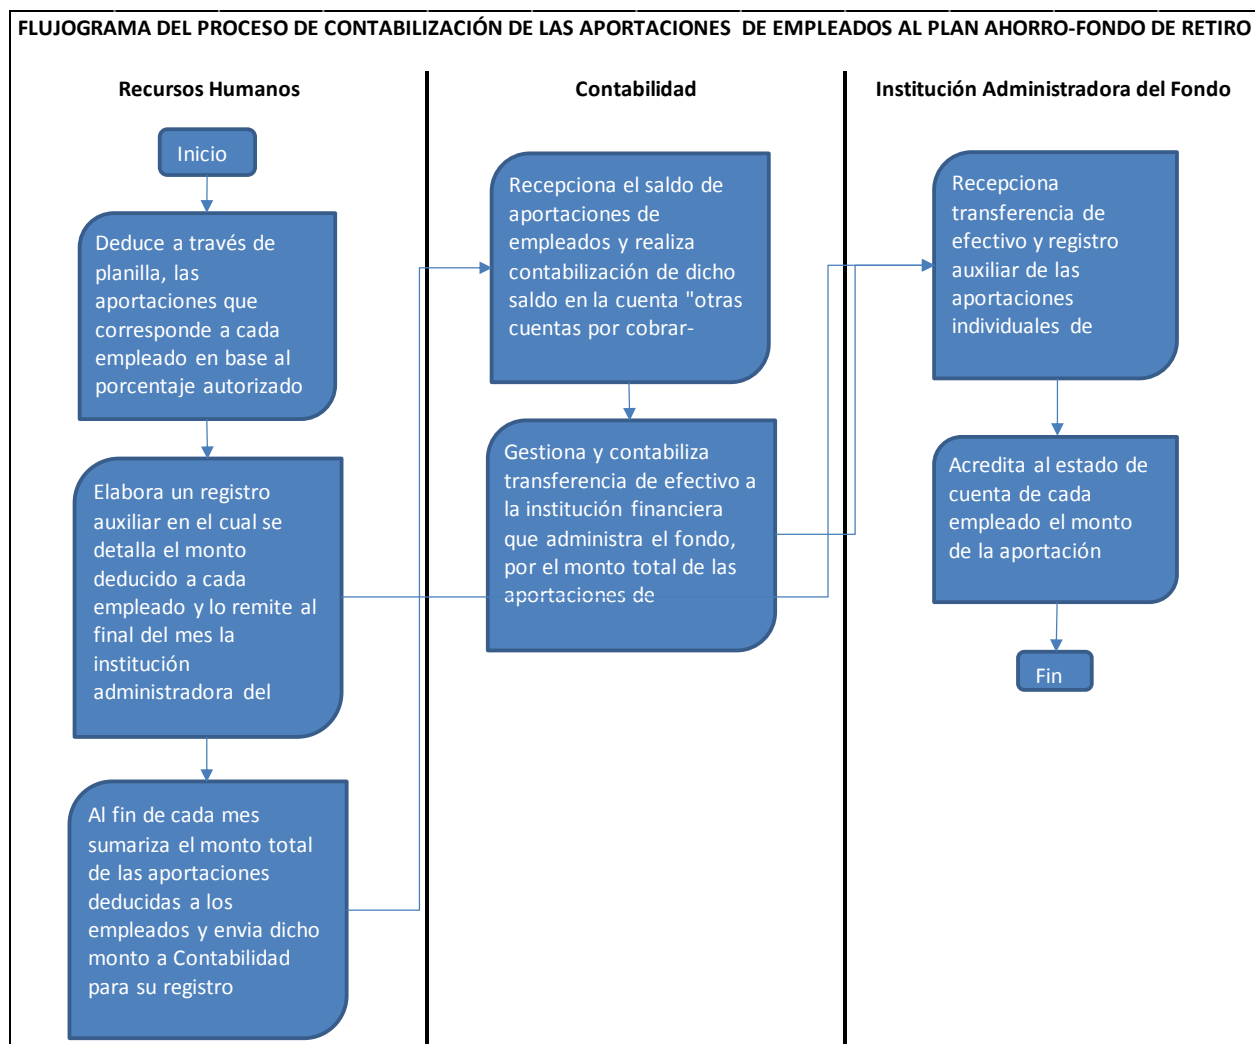 FLUJOGRAMA DEL PROCESO DE CONTABILIZACIÓN DE LAS APORTACIONES DE EMPLEADOS AL PLAN AHORRO-FONDO DE RETIRO
Recursos Humanos
Inicio
Deduce a través de
planilla, las
aportaciones que
corresponde a cada
empleado en base al
porcentaje autorizado
Elabora un registro
auxiliar en el cual se
detalla el monto
deducido a cada
empleado y lo remite al
final del mes la
institución
administradora del
Al fin de cada mes
sumariza el monto total
de las aportaciones
deducidas a los
empleados y envia dicho
monto a Contabilidad
para su registro
Contabilidad
Recepciona el saldo de
aportaciones de
empleados y realiza
contabilización de dicho
saldo en la cuenta "otras
cuentas por cobrar-
Gestiona y contabiliza
transferencia de efectivo a
la institución financiera
que administra el fondo,
por el monto total de las
aportaciones de
Institución Administradora del Fondo
Recepciona
transferencia de
efectivo y registro
auxiliar de las
aportaciones
individuales de
Acredita al estado de
cuenta de cada
empleado el monto
de la aportación
Fin